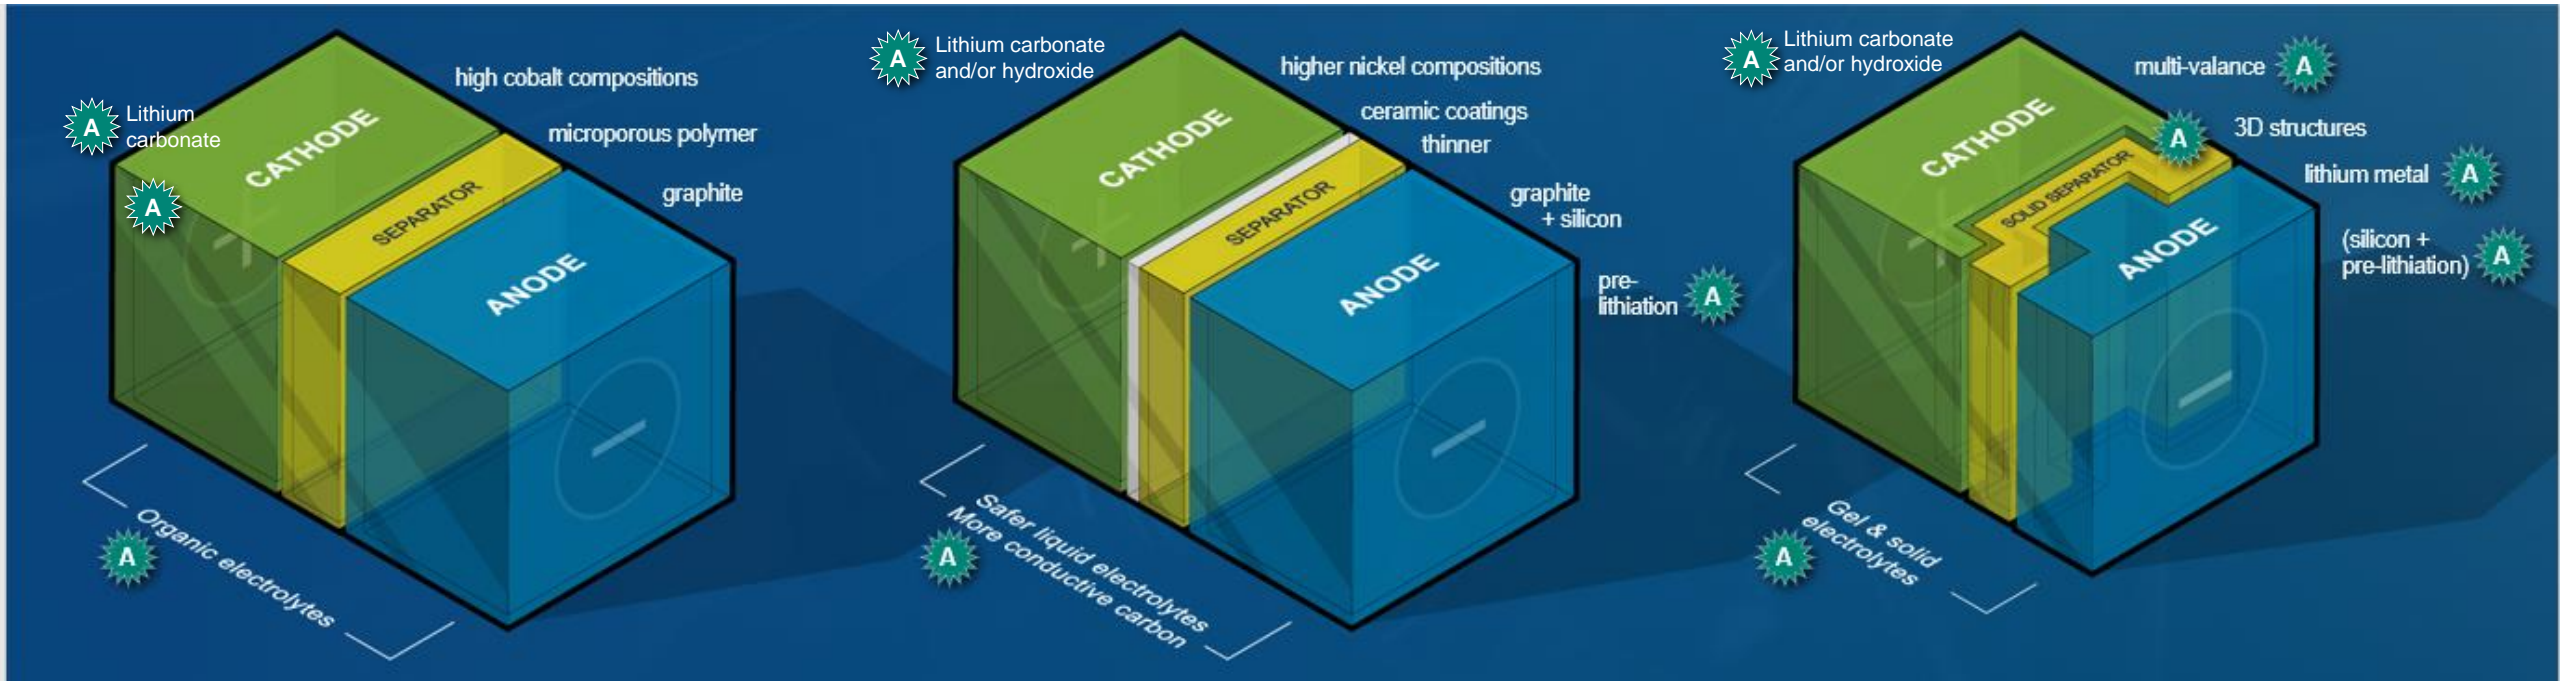 A
Lithium
carbonate
A
CATHODE
SEPARATOR
ANODE
high cobalt compositions
microporous polymer
graphite
A
Organic electrolytes
A
Lithium carbonate
and/or hydroxide
CATHODE
SEPARATOR
ANODE
higher nickel compositions
ceramic coatings
thinner
graphite
+ silicon
pre-
lithiation
A
A
Safer liquid electrolytes
More conductive carbon
A
Lithium carbonate
and/or hydroxide
CATHODE
SOLID SEPARATOR
ANODE
multi-valance
A
A
3D structures
lithium metal
A
(silicon +
pre-lithiation)
A
A
Gel & solid
electrolytes